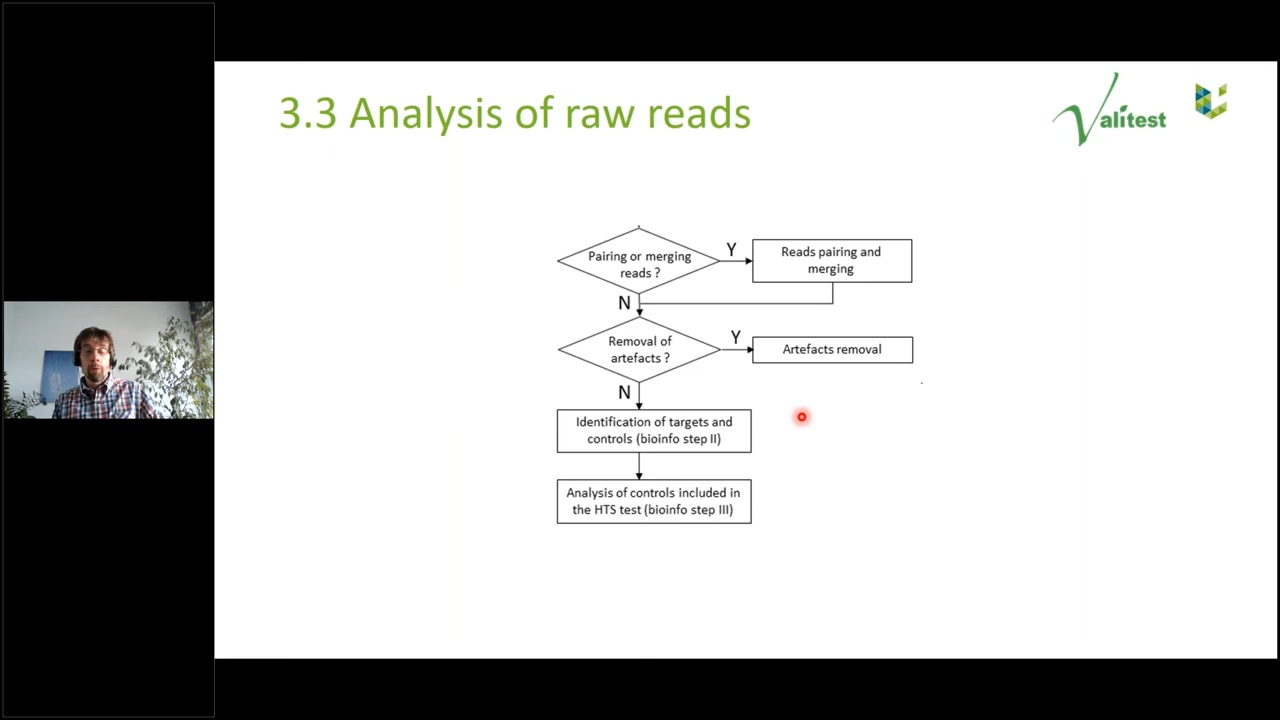 3.3 Analysis of raw reads
Valitest
Pairing or merging
reads ?
Y
Reads pairing and
merging
N
Removal of
artefacts ?
Y
Artefacts removal
N
Identification of targets and
controls (bioinfo step II)
Analysis of controls included in
the HTS test (bioinfo step III)